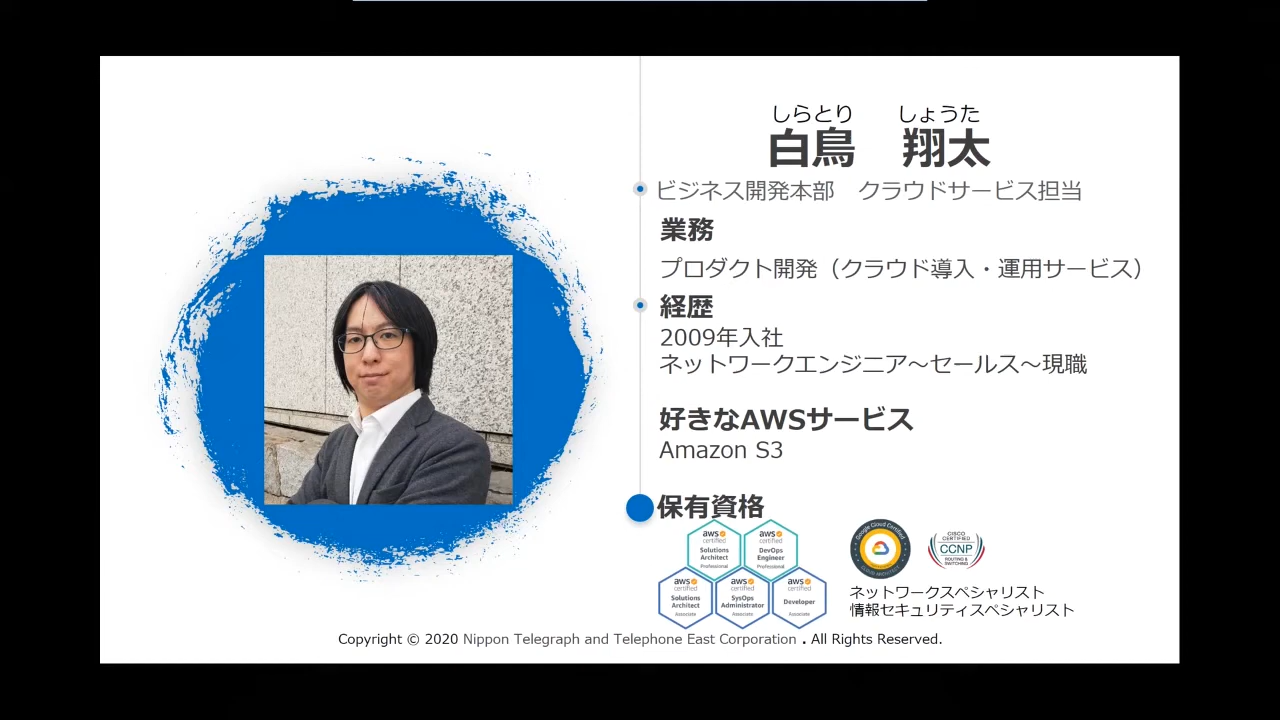 しらとり　しょうた
白鳥　翔太
ビジネス開発本部　クラウドサービス担当
業務
プロダクト開発（クラウド導入・運用サービス）
経歴
2009年入社
ネットワークエンジニア～セールス～現職
好きなAWSサービス
Amazon S3
保有資格
aws certified Solutions Architect Professional
aws certified DevOps Engineer Professional
aws certified Solutions Architect Associate
aws certified SysOps Administrator Associate
aws certified Developer Associate
Google Cloud Certified
CLOUD ARCHITECT
CISCO
CERTIFIED
CCNP
ROUTING &
SWITCHING
ネットワークスペシャリスト
情報セキュリティスペシャリスト
Copyright © 2020 Nippon Telegraph and Telephone East Corporation . All Rights Reserved.